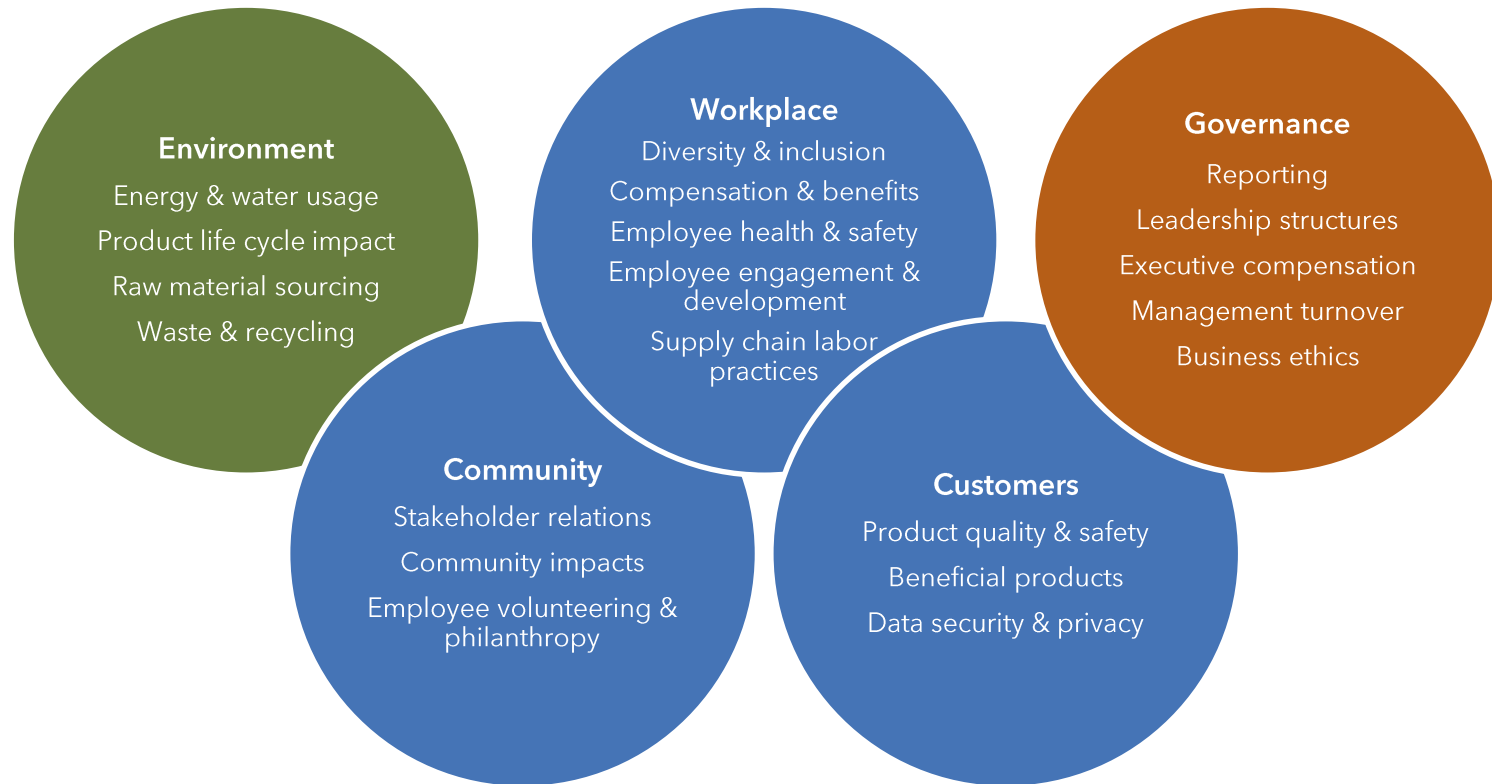 Environment
Energy & water usage
Product life cycle impact
Raw material sourcing
Waste & recycling
Workplace
Diversity & inclusion
Compensation & benefits
Employee health & safety
Employee engagement &
development
Supply chain labor
practices
Governance
Reporting
Leadership structures
Executive compensation
Management turnover
Business ethics
Community
Stakeholder relations
Community impacts
Employee volunteering &
philanthropy
Customers
Product quality & safety
Beneficial products
Data security & privacy